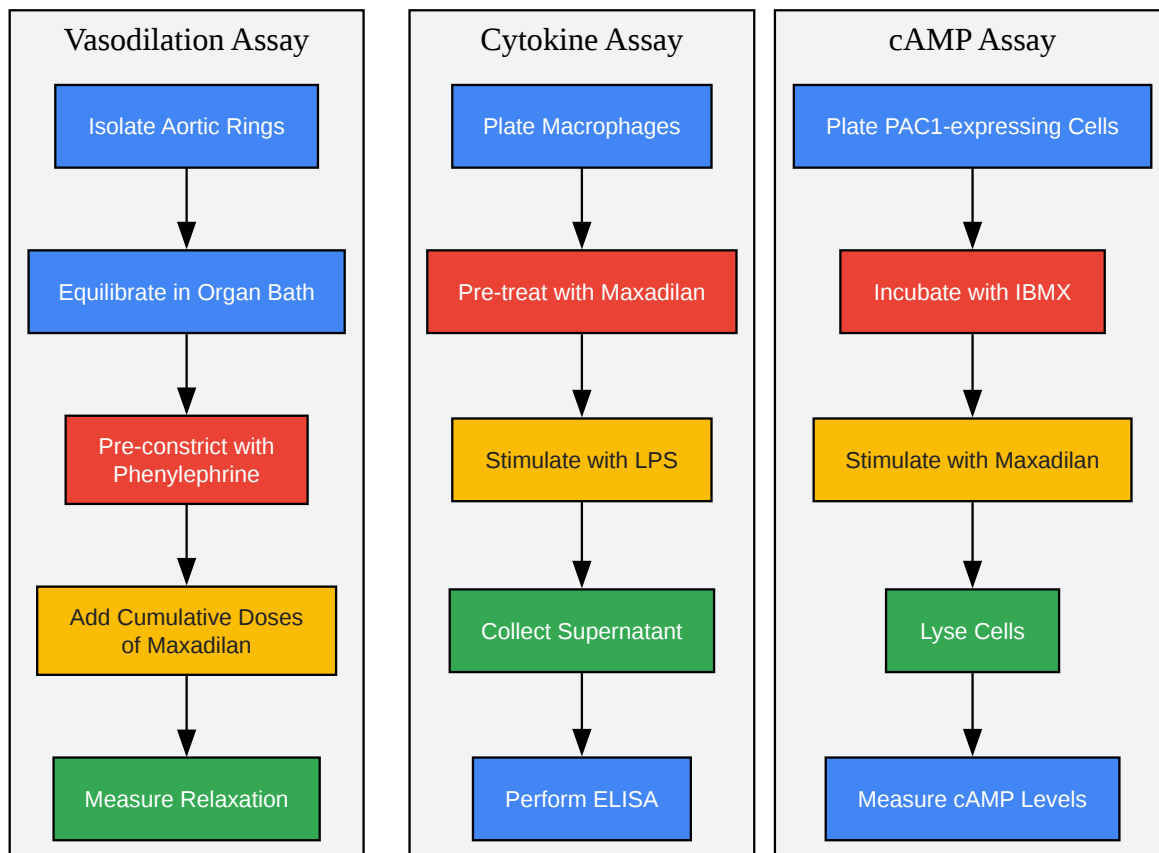 Vasodilation Assay
Isolate Aortic Rings
Equilibrate in Organ Bath
Pre-constrict with
Phenylephrine
Add Cumulative Doses
of Maxadilan
Measure Relaxation
Cytokine Assay
Plate Macrophages
Pre-treat with Maxadilan
Stimulate with LPS
Collect Supernatant
Perform ELISA
cAMP Assay
Plate PAC1-expressing Cells
Incubate with IBMX
Stimulate with Maxadilan
Lyse Cells
Measure cAMP Levels